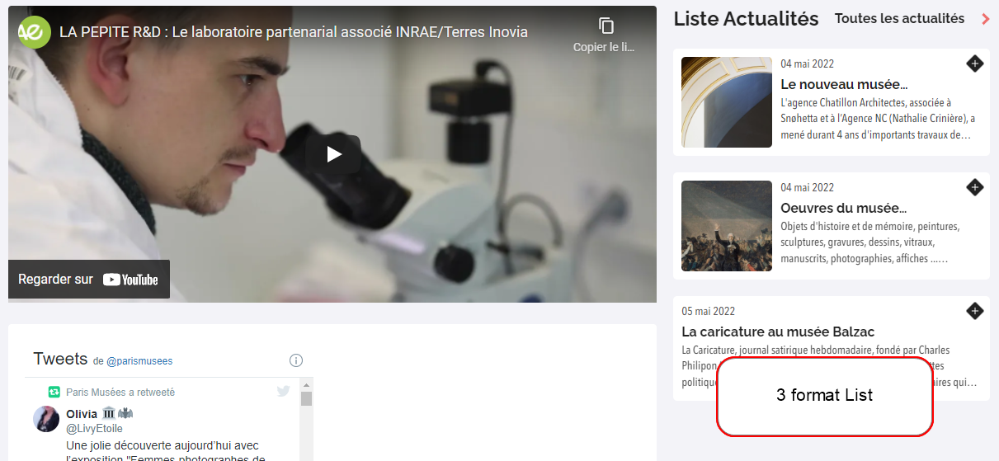 LA PEPITE R&D : Le laboratoire partenarial associé INRAE/Terres Inovia
Copier le li...
Regarder sur YouTube
Tweets de @parismusees
Paris Musées a retweeté
Olivia 🏛️🦇
@LivyEtoile
Une jolie découverte aujourd'hui avec
l'exposition "Femmes photographes de
Liste Actualités Toutes les actualités
04 mai 2022
Le nouveau musée...
L'agence Chatillon Architectes, associée à
Snøhetta et à l'Agence NC (Nathalie Crinière), a
mené durant 4 ans d'importants travaux de...
04 mai 2022
Oeuvres du musée...
Objets d'histoire et de mémoire, peintures,
sculptures, gravures, dessins, vitraux,
manuscrits, photographies, affiches ......
05 mai 2022
La caricature au musée Balzac
La Caricature, journal satirique hebdomadaire, fondé par Charles
Philipon
politique qui...
3 format List